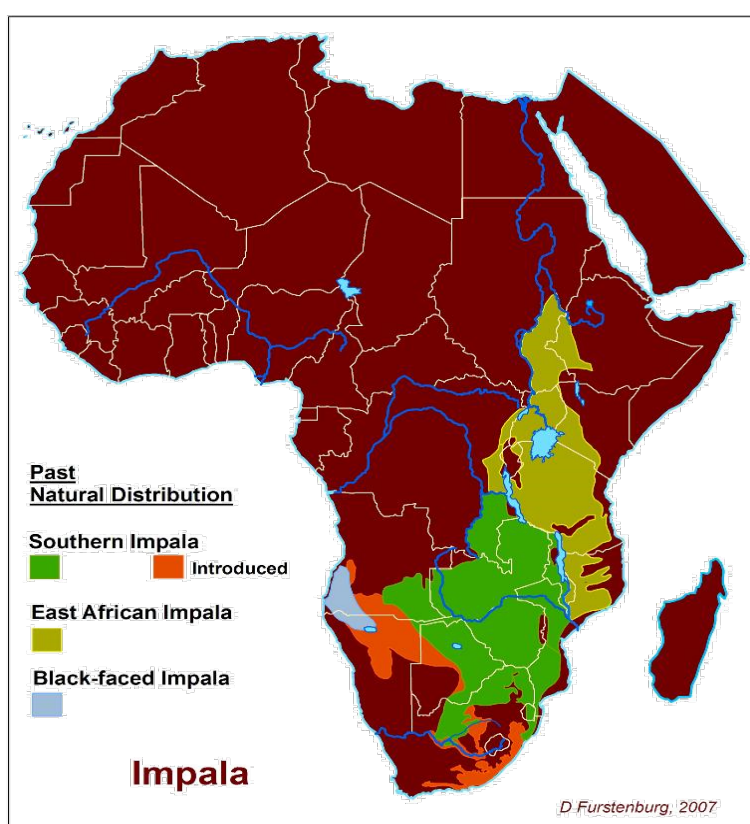 Past
Natural Distribution
Southern Impala
Introduced
East African Impala
Black-faced Impala
Impala
D Furstenburg, 2007